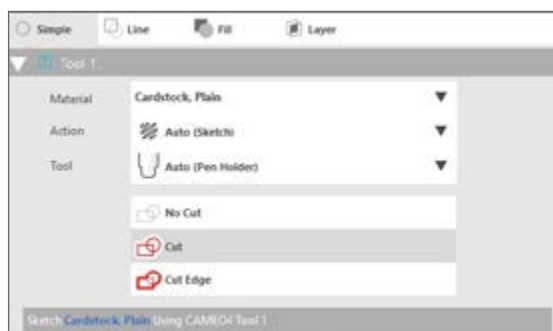 Simple Line Fill Layer
Tool 1
Material Cardstock, Plain
Action Auto (Sketch)
Tool Auto (Pen Holder)
No Cut
Cut
Cut Edge
Sketch Cardstock, Plain Using CAMEO4 Tool 1